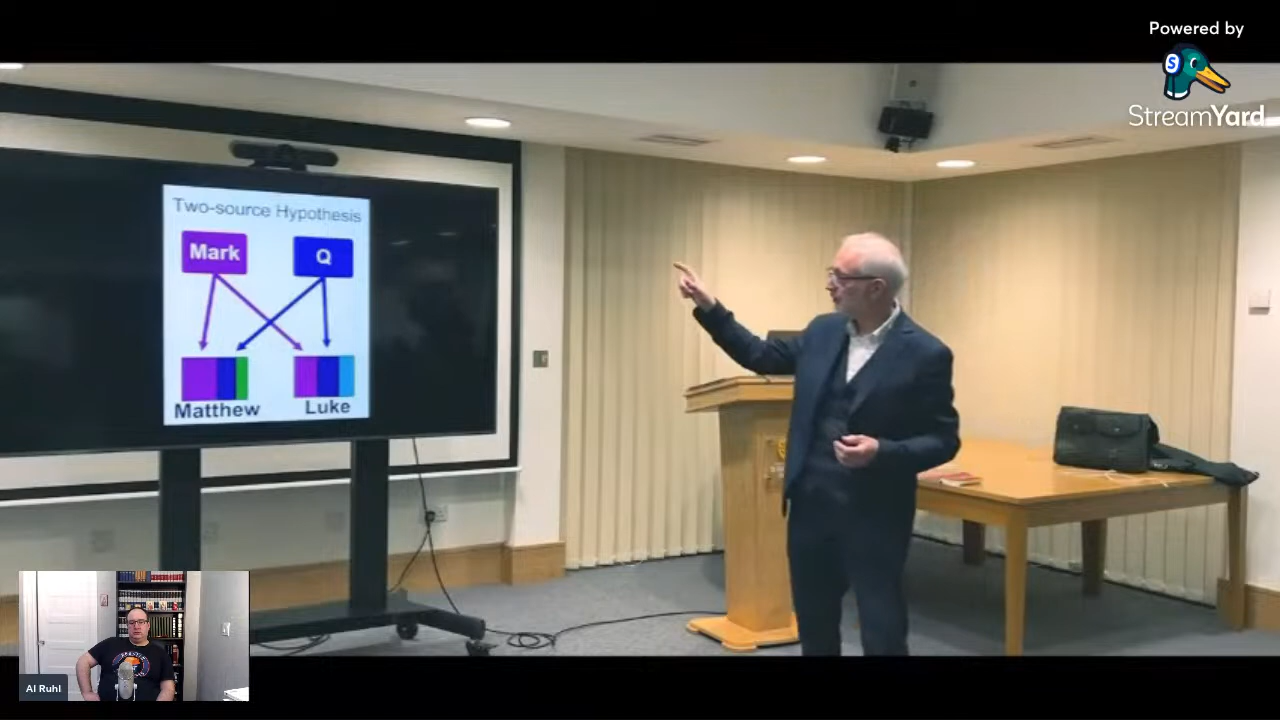 Powered by
StreamYard
Two-source Hypothesis
Mark
Q
Matthew
Luke
Al Ruhl